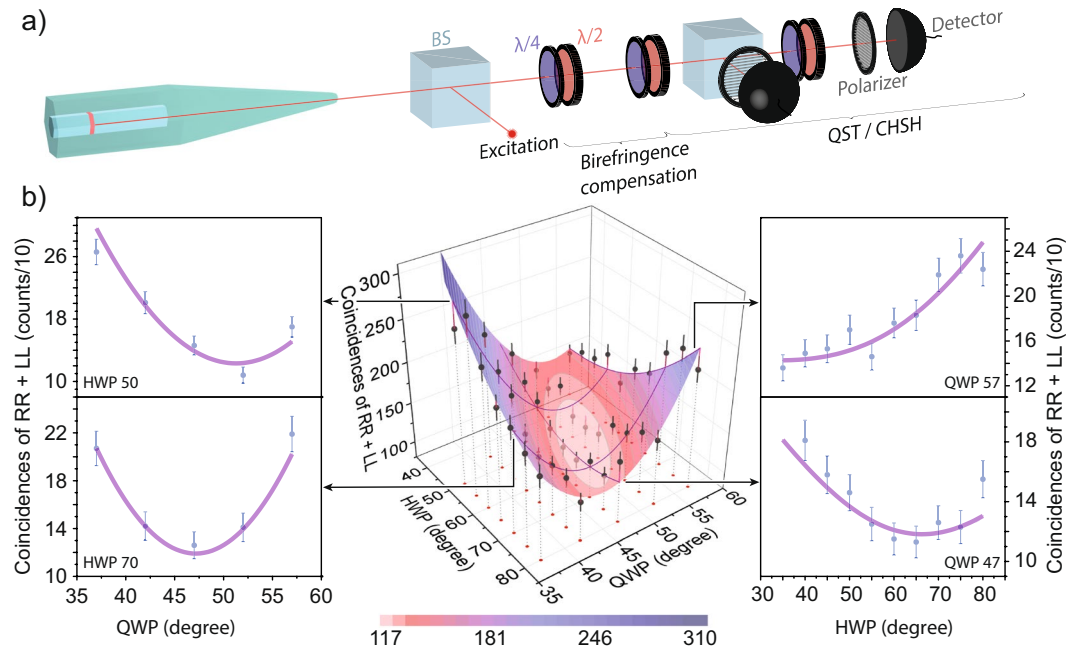 a)
BS
λ/4
λ/2
Detector
Polarizer
Excitation
Birefringence
compensation
QST / CHSH
b)
Coincidences of RR + LL (counts/10)
26
18
10
HWP 50
22
18
14
10
HWP 70
35 40 45 50 55 60
QWP (degree)
Coincidences of RR + LL
300
250
200
150
100
40
50
60
70
80
HWP (degree)
35
40
45
50
55
60
QWP (degree)
117 181 246 310
24
20
16
12
QWP 57
18
14
10
QWP 47
Coincidences of RR + LL (counts/10)
30 40 50 60 70 80
HWP (degree)